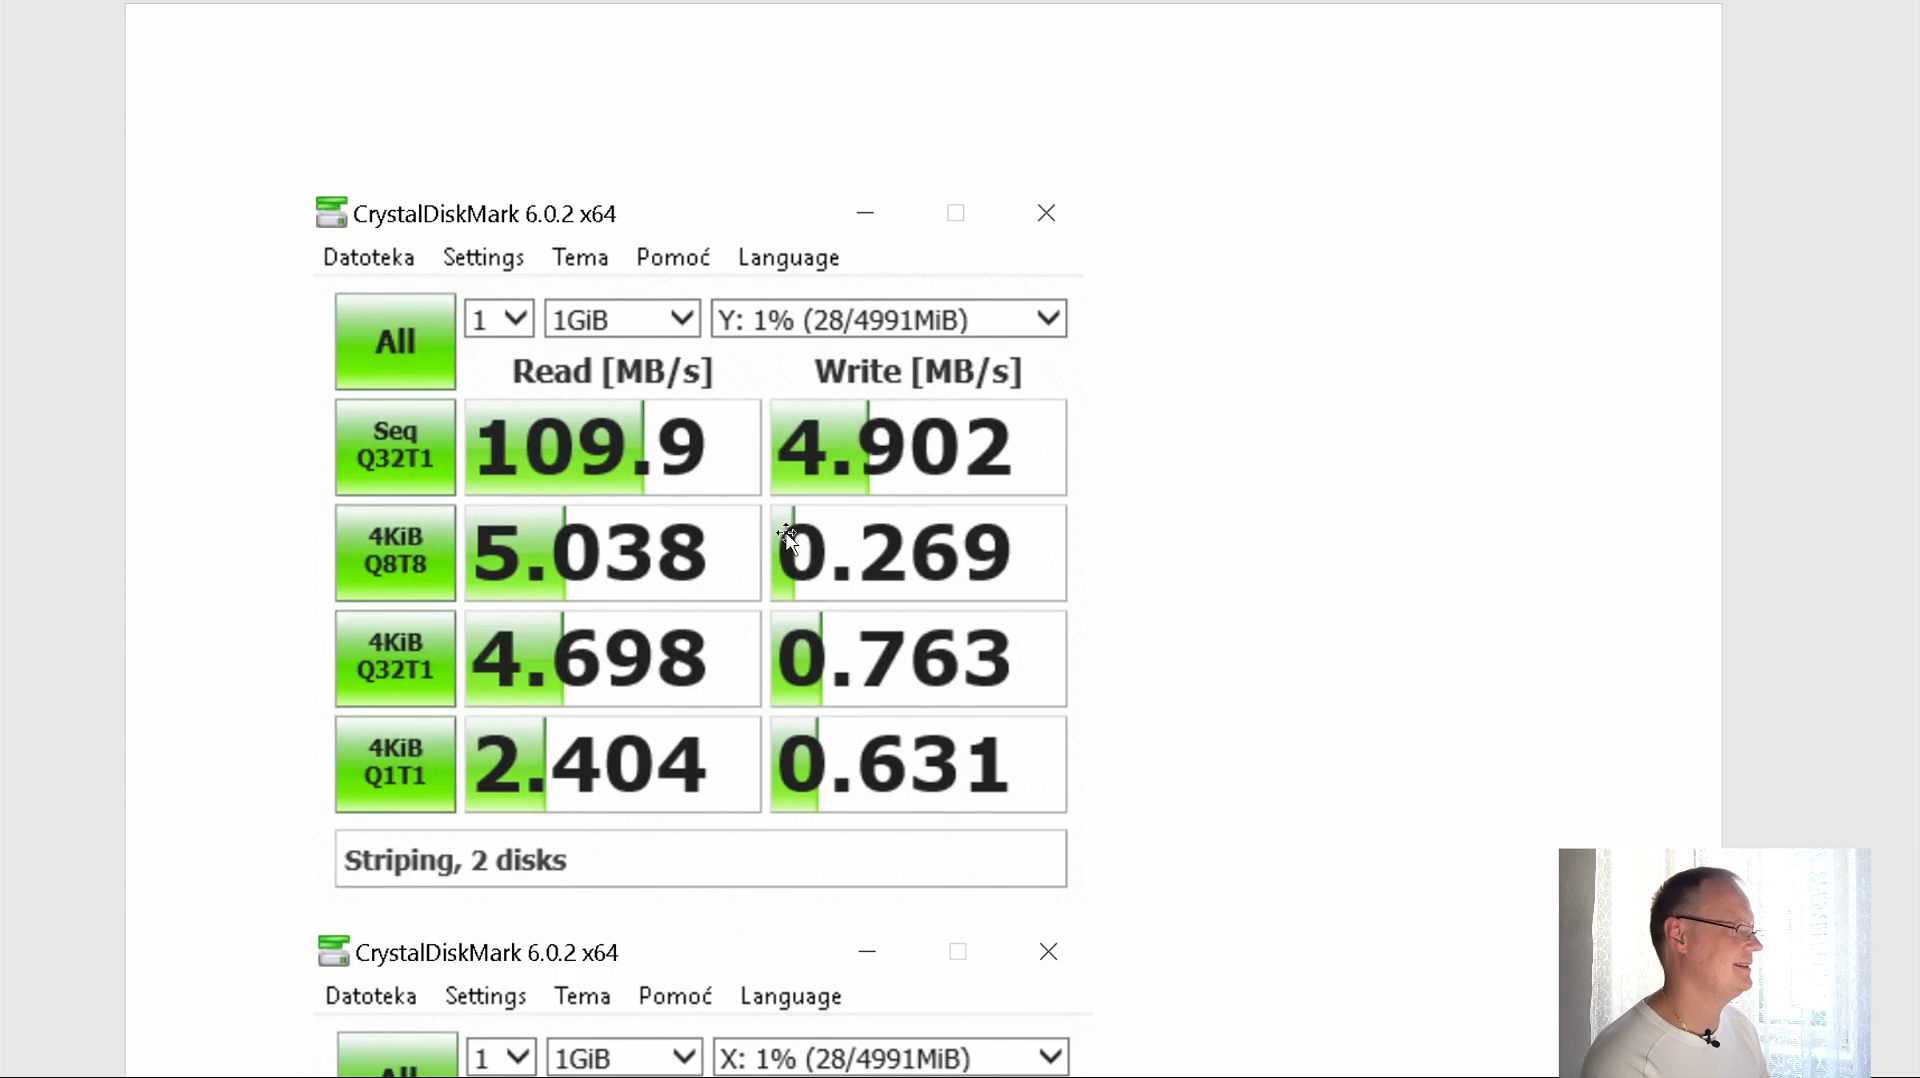 CrystalDiskMark 6.0.2 x64
Datoteka Settings Tema Pomoć Language
All 1 1GiB Y: 1% (28/4991MiB)
Read [MB/s] Write [MB/s]
Seq
Q32T1
109.9 4.902
4KiB
Q8T8
5.038 0.269
4KiB
Q32T1
4.698 0.763
4KiB
Q1T1
2.404 0.631
Striping, 2 disks
CrystalDiskMark 6.0.2 x64
Datoteka Settings Tema Pomoć Language
All 1 1GiB X: 1% (28/4991MiB)